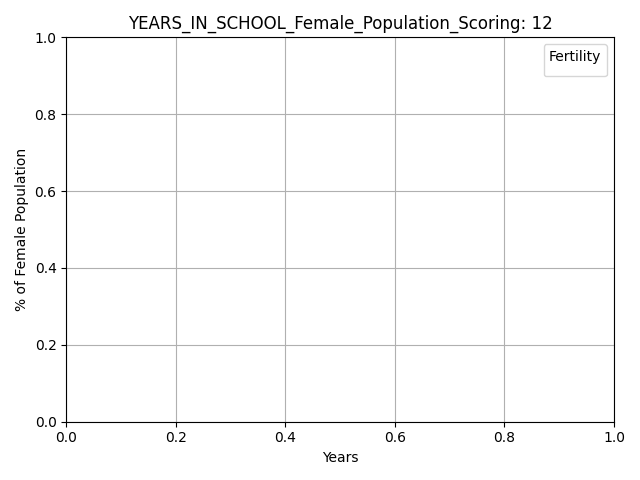 YEARS_IN_SCHOOL_Female_Population_Scoring: 12
Fertility
% of Female Population
1.0
0.8
0.6
0.4
0.2
0.0
0.0 0.2 0.4 0.6 0.8 1.0
Years